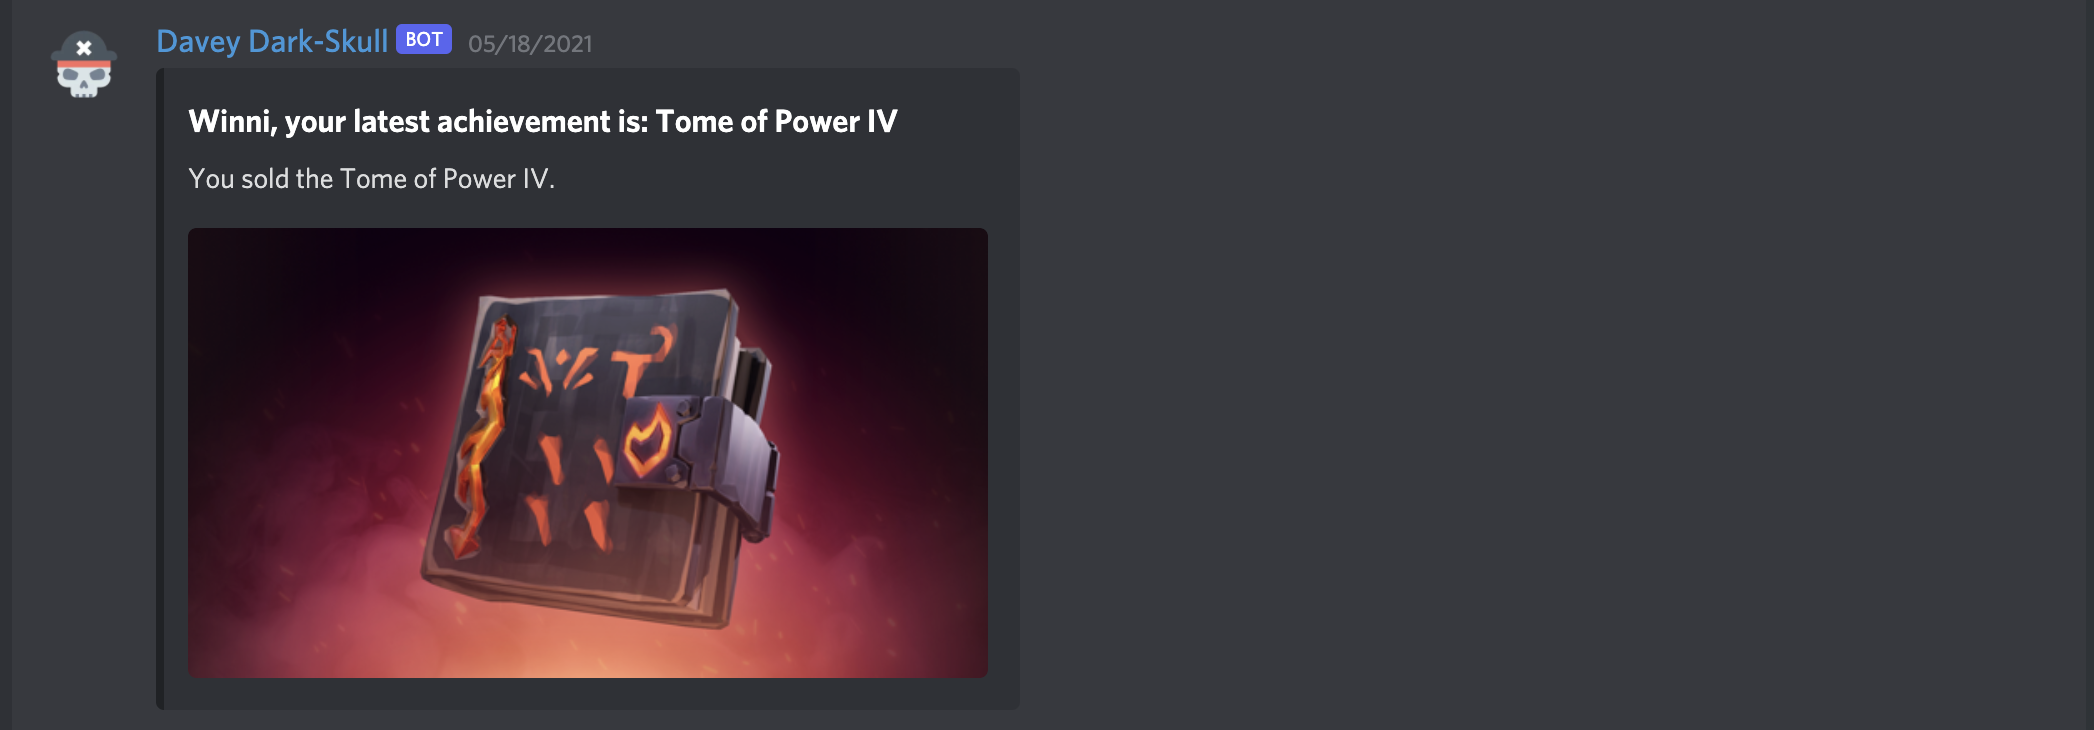 Davey Dark-Skull BOT 05/18/2021
Winni, your latest achievement is: Tome of Power IV
You sold the Tome of Power IV.